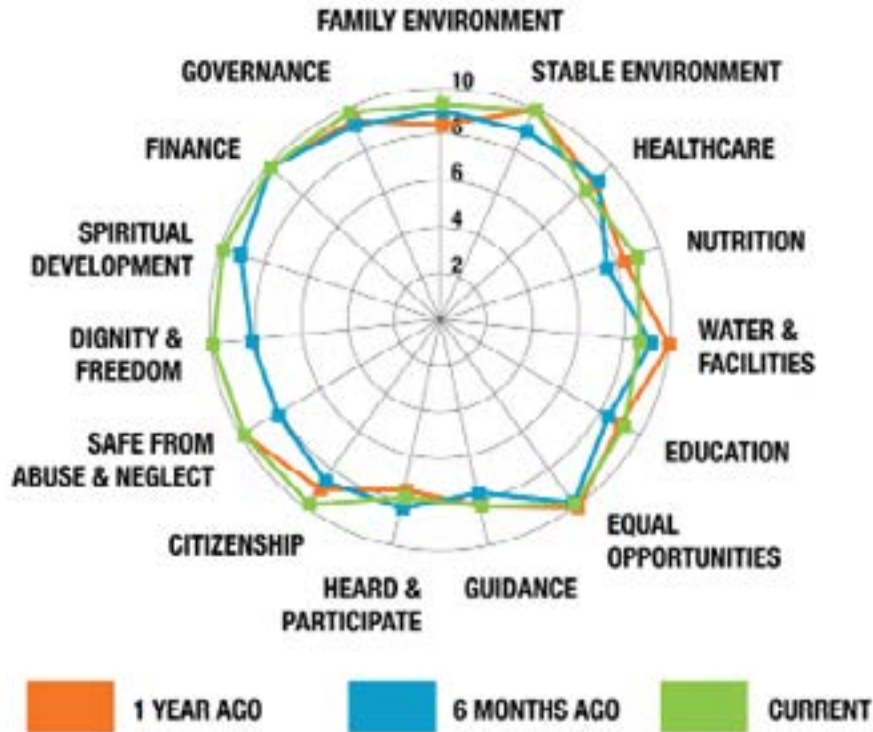 FAMILY ENVIRONMENT
GOVERNANCE
STABLE ENVIRONMENT
10
FINANCE
8
HEALTHCARE
6
SPIRITUAL
DEVELOPMENT
4
NUTRITION
2
DIGNITY &
FREEDOM
WATER &
FACILITIES
SAFE FROM
ABUSE & NEGLECT
EDUCATION
CITIZENSHIP
EQUAL
OPPORTUNITIES
HEARD &
PARTICIPATE
GUIDANCE
1 YEAR AGO
6 MONTHS AGO
CURRENT